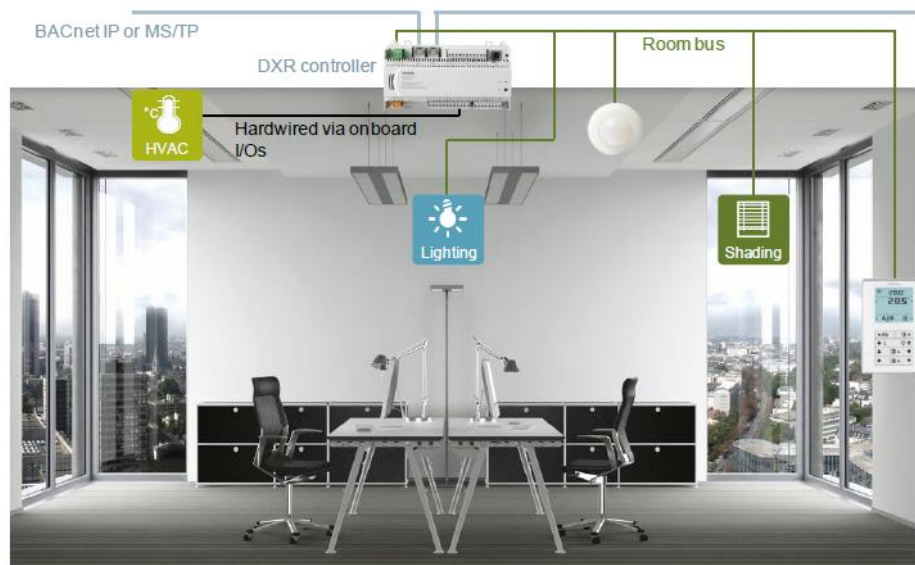 BACnet IP or MS/TP
DXR controller
Room bus
°C
HVAC
Hardwired via onboard
I/Os
Lighting
Shading